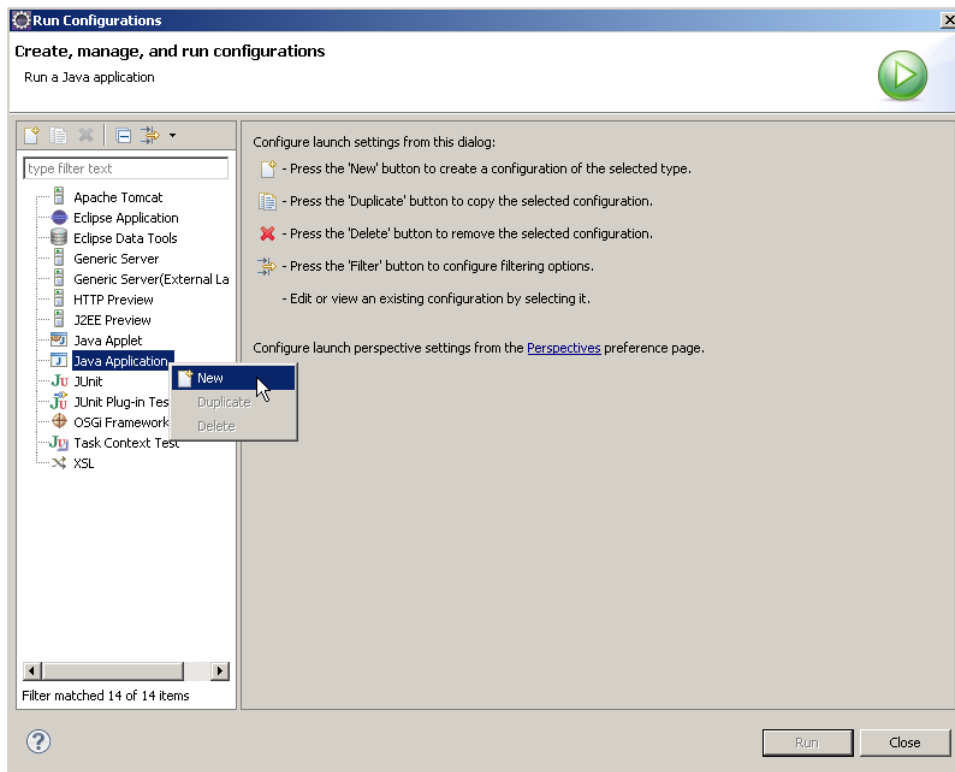 Run Configurations
Create, manage, and run configurations
Run a Java application
type filter text
Apache Tomcat
Eclipse Application
Eclipse Data Tools
Generic Server
Generic Server(External La
HTTP Preview
J2EE Preview
Java Applet
Java Application
JUnit
JUnit Plug-in Tes
OSGi Framework
Task Context Test
XSL
New
Duplicate
Delete
Filter matched 14 of 14 items
Configure launch settings from this dialog:
- Press the 'New' button to create a configuration of the selected type.
- Press the 'Duplicate' button to copy the selected configuration.
- Press the 'Delete' button to remove the selected configuration.
- Press the 'Filter' button to configure filtering options.
- Edit or view an existing configuration by selecting it.
Configure launch perspective settings from the Perspectives preference page.
Run
Close